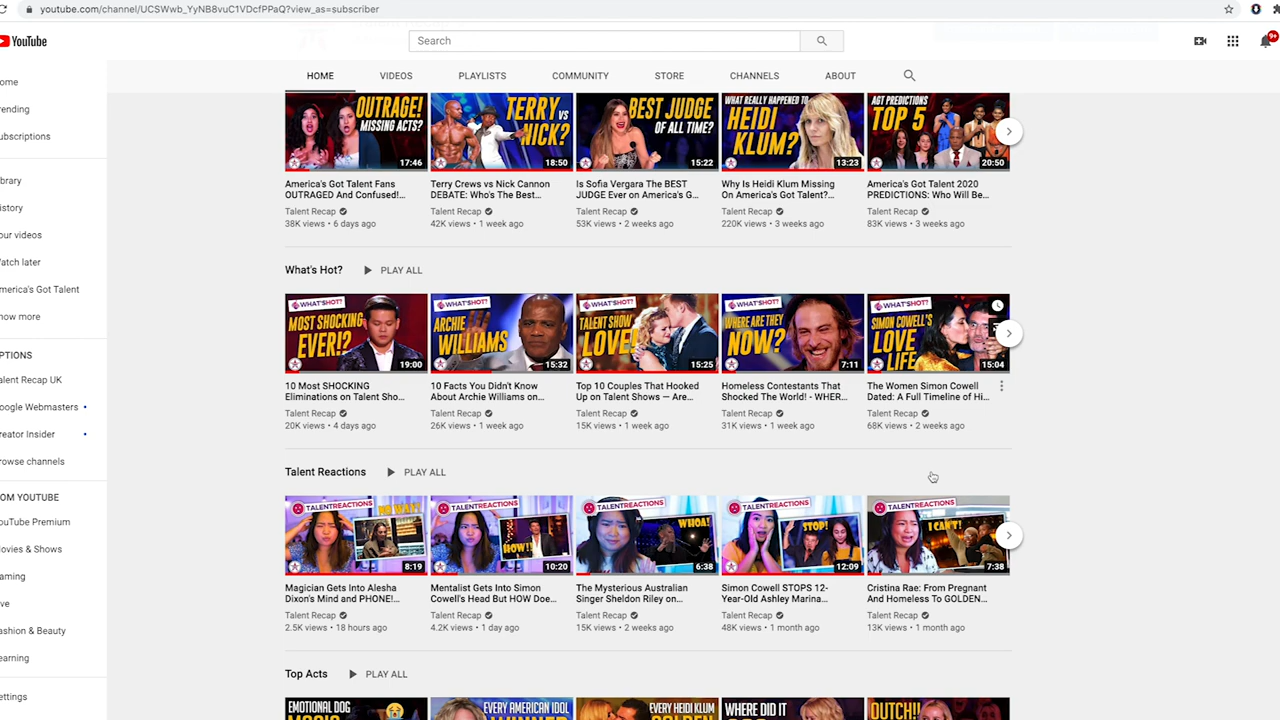 youtube.com/channel/UCSWwb_YyNB8vuC1VDcfPPaQ?view_as=subscriber
YouTube
Search
9+
HOME VIDEOS PLAYLISTS COMMUNITY STORE CHANNELS ABOUT
ome
rending
ubscriptions
ibrary
istory
our videos
atch later
merica's Got Talent
how more
PTIONS
alent Recap UK
oogle Webmasters
reator Insider
rowse channels
OM YOUTUBE
ouTube Premium
ovies & Shows
aming
ve
ashion & Beauty
earning
ettings
OUTRAGE!
MISSING ACTS?
17:46
TERRY
VS
NICK?
18:50
BEST JUDGE
OF ALL TIME?
15:22
WHAT REALLY HAPPENED TO
HEIDI
KLUM?
13:23
AGT PREDICTIONS
TOP 5
20:50
America's Got Talent Fans
OUTRAGED And Confused!...
Talent Recap
38K views • 6 days ago
Terry Crews vs Nick Cannon
DEBATE: Who's The Best...
Talent Recap
42K views • 1 week ago
Is Sofia Vergara The BEST
JUDGE Ever on America's G...
Talent Recap
53K views • 2 weeks ago
Why Is Heidi Klum Missing
On America's Got Talent?...
Talent Recap
220K views • 3 weeks ago
America's Got Talent 2020
PREDICTIONS: Who Will Be...
Talent Recap
83K views • 3 weeks ago
What's Hot? PLAY ALL
WHAT'SHOT?
MOST SHOCKING
EVER!?
19:00
WHAT'SHOT?
ARCHIE
WILLIAMS
15:32
WHAT'SHOT?
TALENT SHOW
LOVE!
15:25
WHAT'SHOT?
WHERE ARE THEY
NOW?
7:11
WHAT'SHOT?
SIMON COWELL'S
LOVE
LIFE
15:04
10 Most SHOCKING
Eliminations on Talent Sho...
Talent Recap
20K views • 4 days ago
10 Facts You Didn't Know
About Archie Williams on...
Talent Recap
26K views • 1 week ago
Top 10 Couples That Hooked
Up on Talent Shows — Are...
Talent Recap
15K views • 1 week ago
Homeless Contestants That
Shocked The World! - WHER...
Talent Recap
31K views • 1 week ago
The Women Simon Cowell
Dated: A Full Timeline of Hi...
Talent Recap
68K views • 2 weeks ago
Talent Reactions PLAY ALL
TALENTREACTIONS
NO WAY!
8:19
TALENTREACTIONS
HOW!!
10:20
TALENTREACTIONS
WHOA!
6:38
TALENTREACTIONS
STOP!
12:09
TALENTREACTIONS
I CAN'T!
7:38
Magician Gets Into Alesha
Dixon's Mind and PHONE!...
Talent Recap
2.5K views • 18 hours ago
Mentalist Gets Into Simon
Cowell's Head But HOW Doe...
Talent Recap
4.2K views • 1 day ago
The Mysterious Australian
Singer Sheldon Riley on...
Talent Recap
15K views • 2 weeks ago
Simon Cowell STOPS 12-
Year-Old Ashley Marina...
Talent Recap
48K views • 1 month ago
Cristina Rae: From Pregnant
And Homeless To GOLDEN...
Talent Recap
13K views • 1 month ago
Top Acts PLAY ALL
EMOTIONAL DOG
MAGIC
EVERY AMERICAN IDOL
WINNER
EVERY HEIDI KLUM
GOLDEN
WHERE DID IT
OUTCH!!